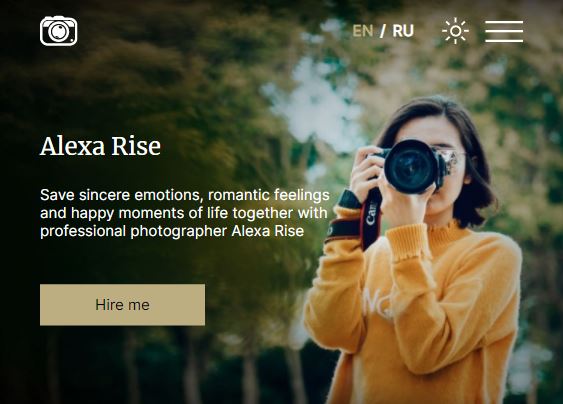 EN / RU
Alexa Rise
Save sincere emotions, romantic feelings
and happy moments of life together with
professional photographer Alexa Rise
Hire me
Canon